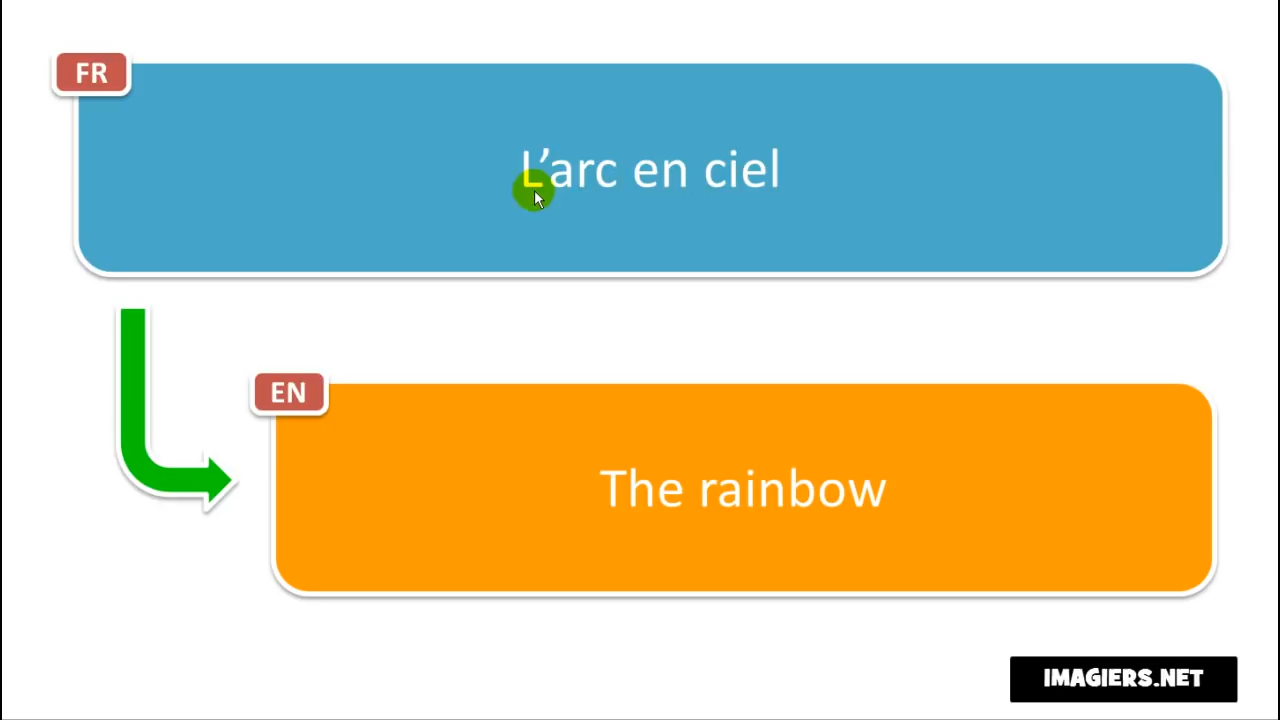 FR
L’arc en ciel
EN
The rainbow
IMAGIERS.NET